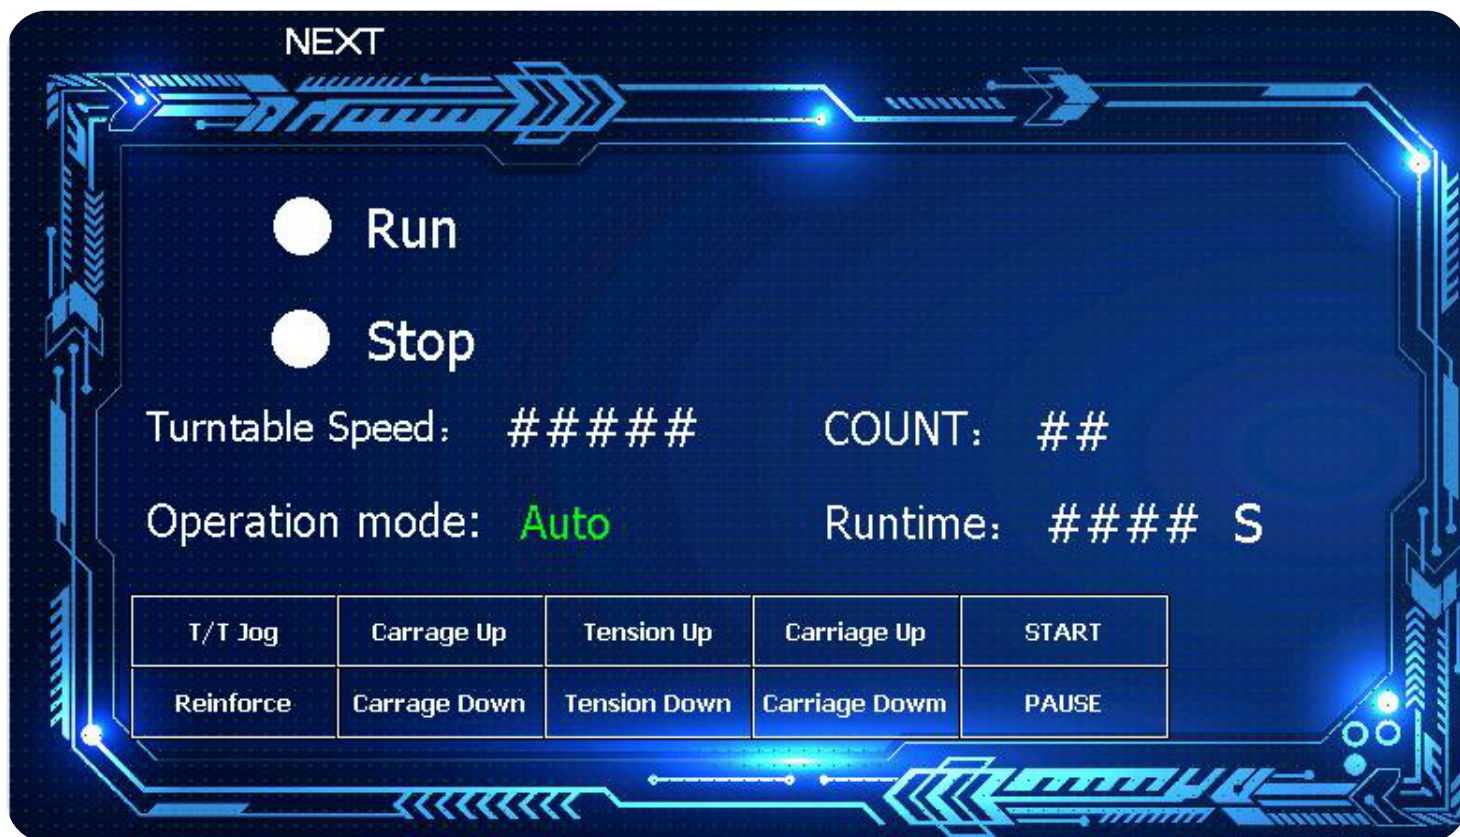 NEXT
Run
Stop
Turntable Speed: ##### COUNT: ##
Operation mode: Auto Runtime: #### S
T/T Jog Carrage Up Tension Up Carriage Up START
Reinforce Carrage Down Tension Down Carriage Dowm PAUSE